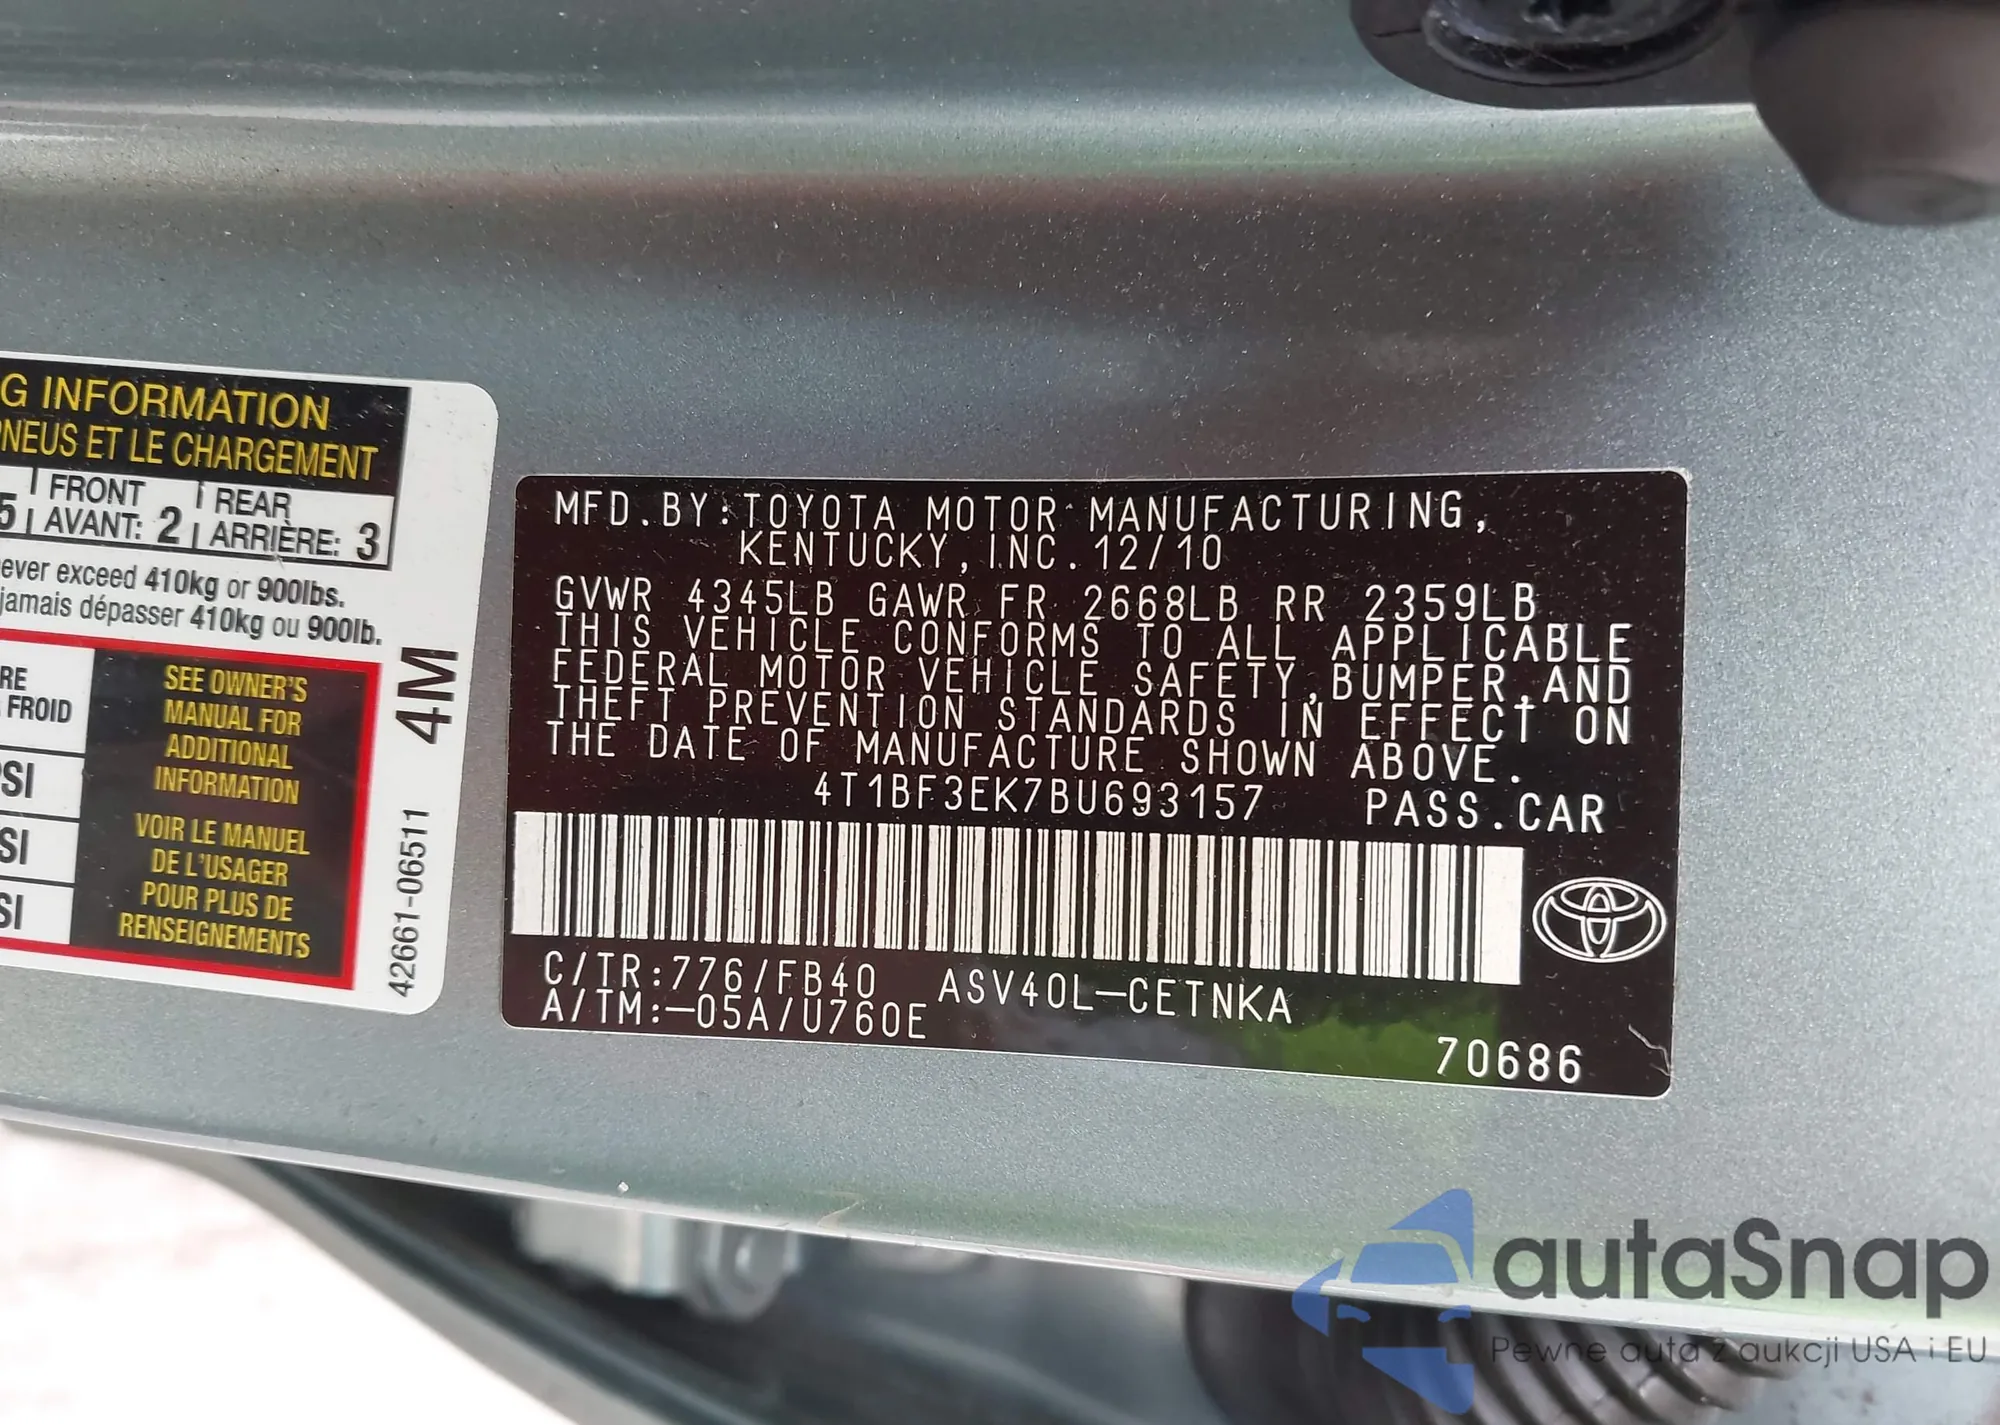 G INFORMATION
PNEUS ET LE CHARGEMENT
5 FRONT AVANT: 2 REAR ARRIÈRE: 3
ever exceed 410kg or 900lbs.
jamais dépasser 410kg ou 900lb.
RE
FROID
SI
SI
SI
SEE OWNER'S
MANUAL FOR
ADDITIONAL
INFORMATION
VOIR LE MANUEL
DE L'USAGER
POUR PLUS DE
RENSEIGNEMENTS
4M
42661-06511
MFD.BY:TOYOTA MOTOR MANUFACTURING,
KENTUCKY,INC.12/10
GVWR 4345LB GAWR FR 2668LB RR 2359LB
THIS VEHICLE CONFORMS TO ALL APPLICABLE
FEDERAL MOTOR VEHICLE SAFETY,BUMPER,AND
THEFT PREVENTION STANDARDS IN EFFECT ON
THE DATE OF MANUFACTURE SHOWN ABOVE.
4T1BF3EK7BU693157 PASS.CAR
C/TR:776/FB40 ASV40L-CETNKA
A/TM:-05A/U760E
70686
autaSnap
Pewne auta z aukcji USA i EU